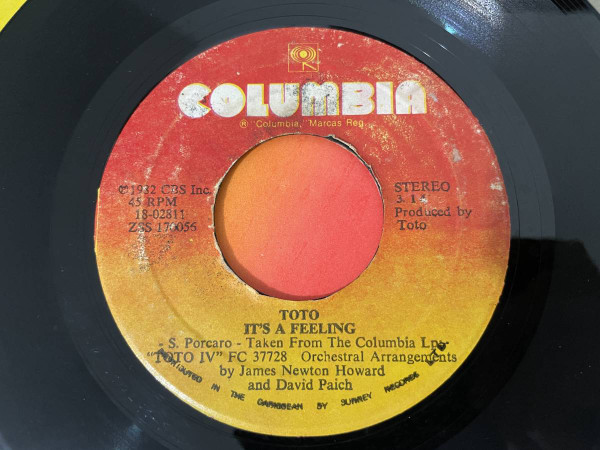 COLUMBIA
® "Columbia," Marcas Reg.
℗1982 CBS Inc.
45 RPM
18-02811
ZSS 170056
STEREO
Produced by
Toto
TOTO
IT'S A FEELING
- S. Porcaro - Taken From The Columbia Lp:-
"TOTO IV" FC 37728 Orchestral Arrangements
by James Newton Howard
and David Paich
DISTRIBUTED IN THE CARIBBEAN BY SURREY RECORDS